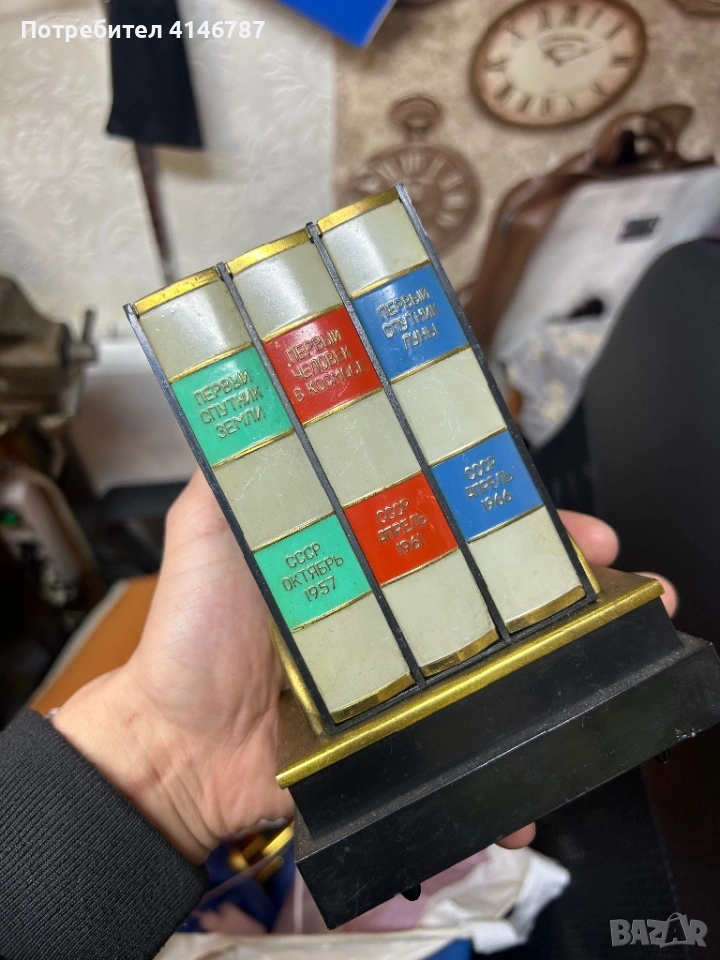 Потребител 4146787
ПЕРВЫЙ
СПУТНИК
ЗЕМЛИ
СССР
ОКТЯБРЬ
1957
ПЕРВЫЙ
ЧЕЛОВЕК
В КОСМОСЕ
СССР
АПРЕЛЬ
1961
ПЕРВЫЙ
СПУТНИК
ЛУНЫ
СССР
АПРЕЛЬ
1966
BAZAR